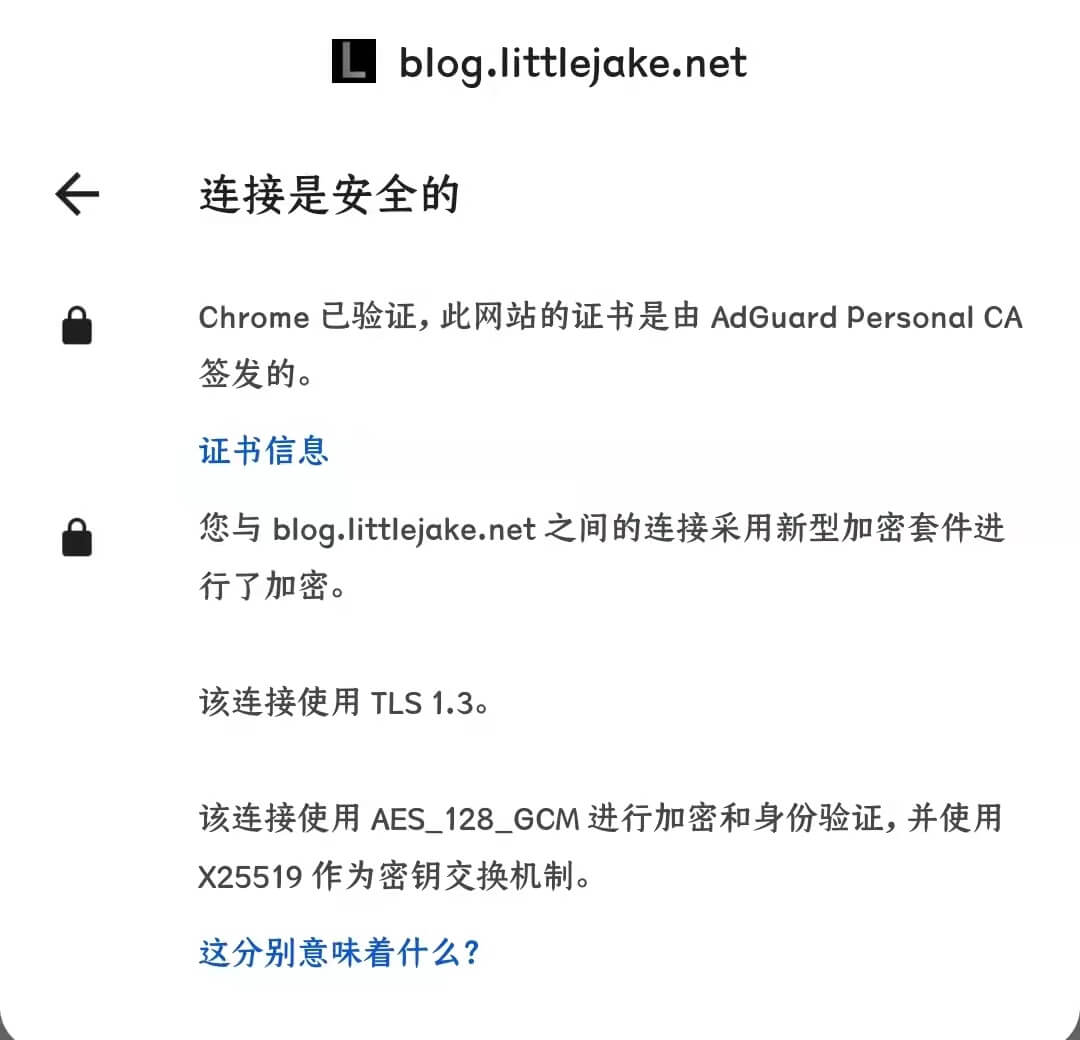 L blog.littlejake.net
连接是安全的
Chrome 已验证，此网站的证书是由 AdGuard Personal CA
签发的。
证书信息
您与 blog.littlejake.net 之间的连接采用新型加密套件进
行了加密。
该连接使用 TLS 1.3。
该连接使用 AES_128_GCM 进行加密和身份验证，并使用
X25519 作为密钥交换机制。
这分别意味着什么？